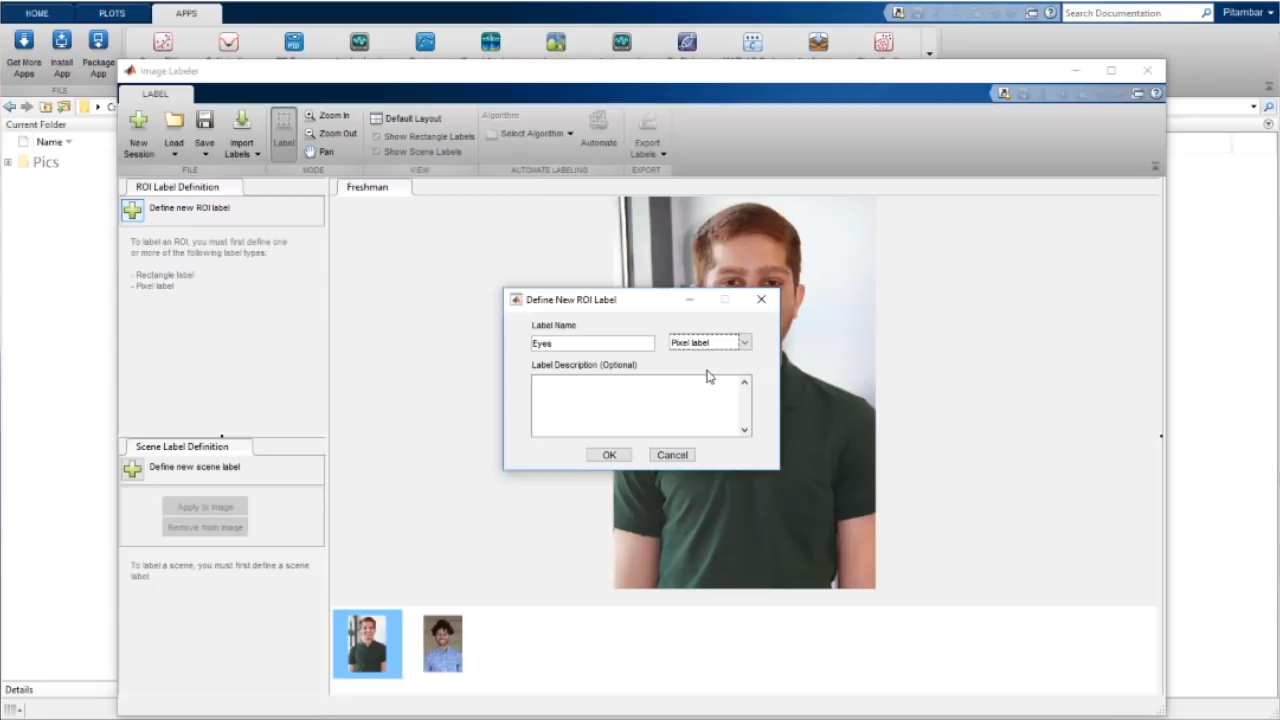 HOME PLOTS APPS Search Documentation Pitambar
Get More Apps
Install App
Package App
FILE
Current Folder
Name
Pics
Details
Image Labeler
LABEL
New Session
Load
Save
Import Labels
FILE
Label
Zoom In
Zoom Out
Pan
MODE
Default Layout
Show Rectangle Labels
Show Scene Labels
VIEW
Algorithm:
Select Algorithm
Automate
AUTOMATE LABELING
Export Labels
EXPORT
ROI Label Definition
Define new ROI label
To label an ROI, you must first define one
or more of the following label types:
- Rectangle label
- Pixel label
Scene Label Definition
Define new scene label
Apply to Image
Remove from Image
To label a scene, you must first define a scene
label.
Freshman
Define New ROI Label
Label Name
Eyes Pixel label
Label Description (Optional)
OK Cancel